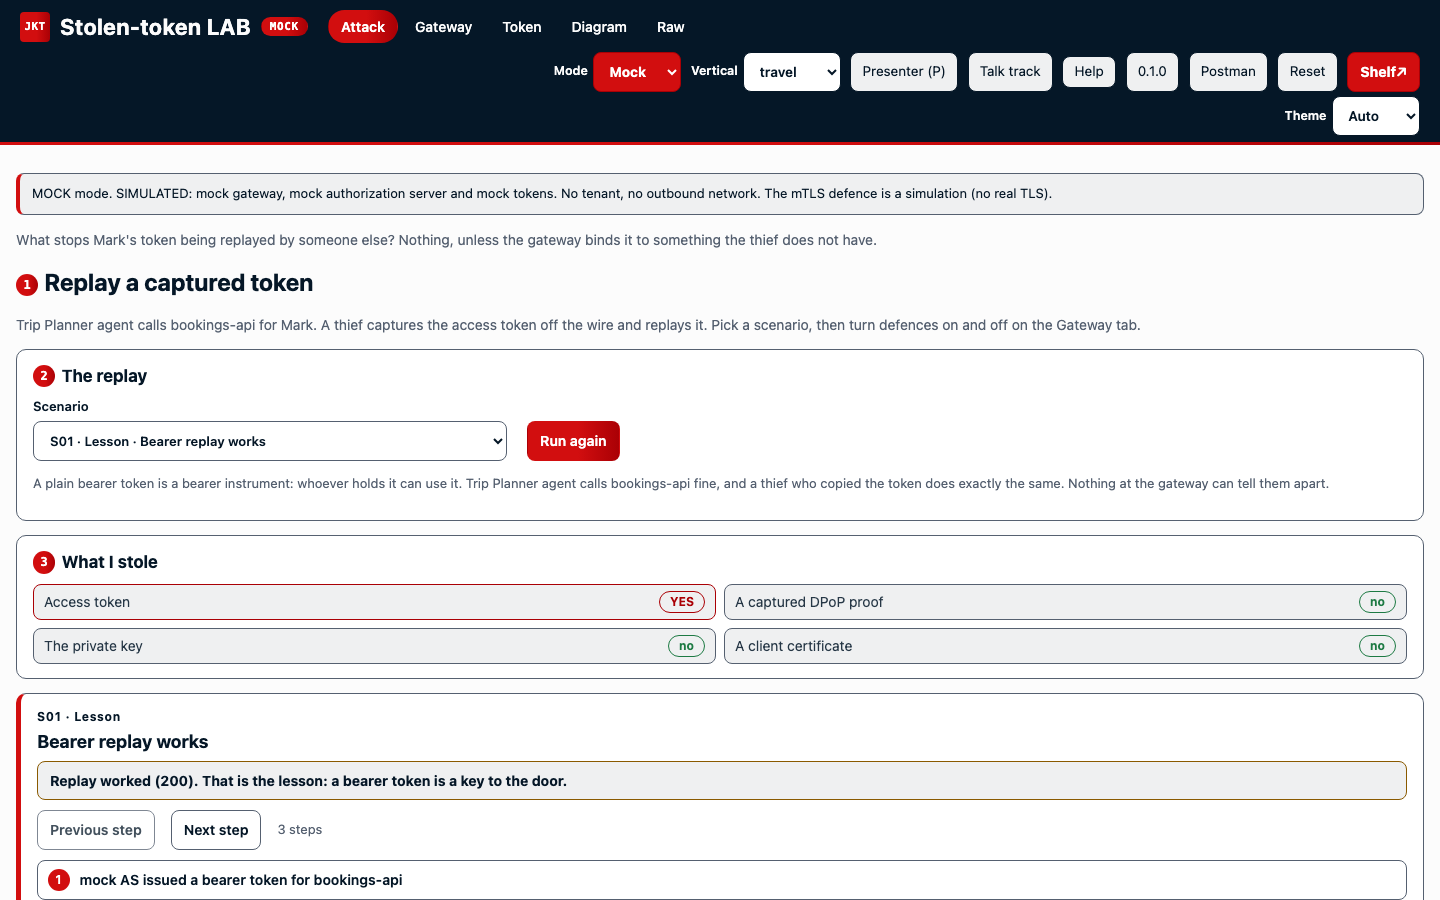 JKT Stolen-token LAB MOCK Attack Gateway Token Diagram Raw
Mode Mock Vertical travel Presenter (P) Talk track Help 0.1.0 Postman Reset Shelf↗
Theme Auto
MOCK mode. SIMULATED: mock gateway, mock authorization server and mock tokens. No tenant, no outbound network. The mTLS defence is a simulation (no real TLS).
What stops Mark's token being replayed by someone else? Nothing, unless the gateway binds it to something the thief does not have.
1 Replay a captured token
Trip Planner agent calls bookings-api for Mark. A thief captures the access token off the wire and replays it. Pick a scenario, then turn defences on and off on the Gateway tab.
2 The replay
Scenario
S01 · Lesson · Bearer replay works Run again
A plain bearer token is a bearer instrument: whoever holds it can use it. Trip Planner agent calls bookings-api fine, and a thief who copied the token does exactly the same. Nothing at the gateway can tell them apart.
3 What I stole
Access token YES A captured DPoP proof no
The private key no A client certificate no
S01 · Lesson
Bearer replay works
Replay worked (200). That is the lesson: a bearer token is a key to the door.
Previous step Next step 3 steps
1 mock AS issued a bearer token for bookings-api